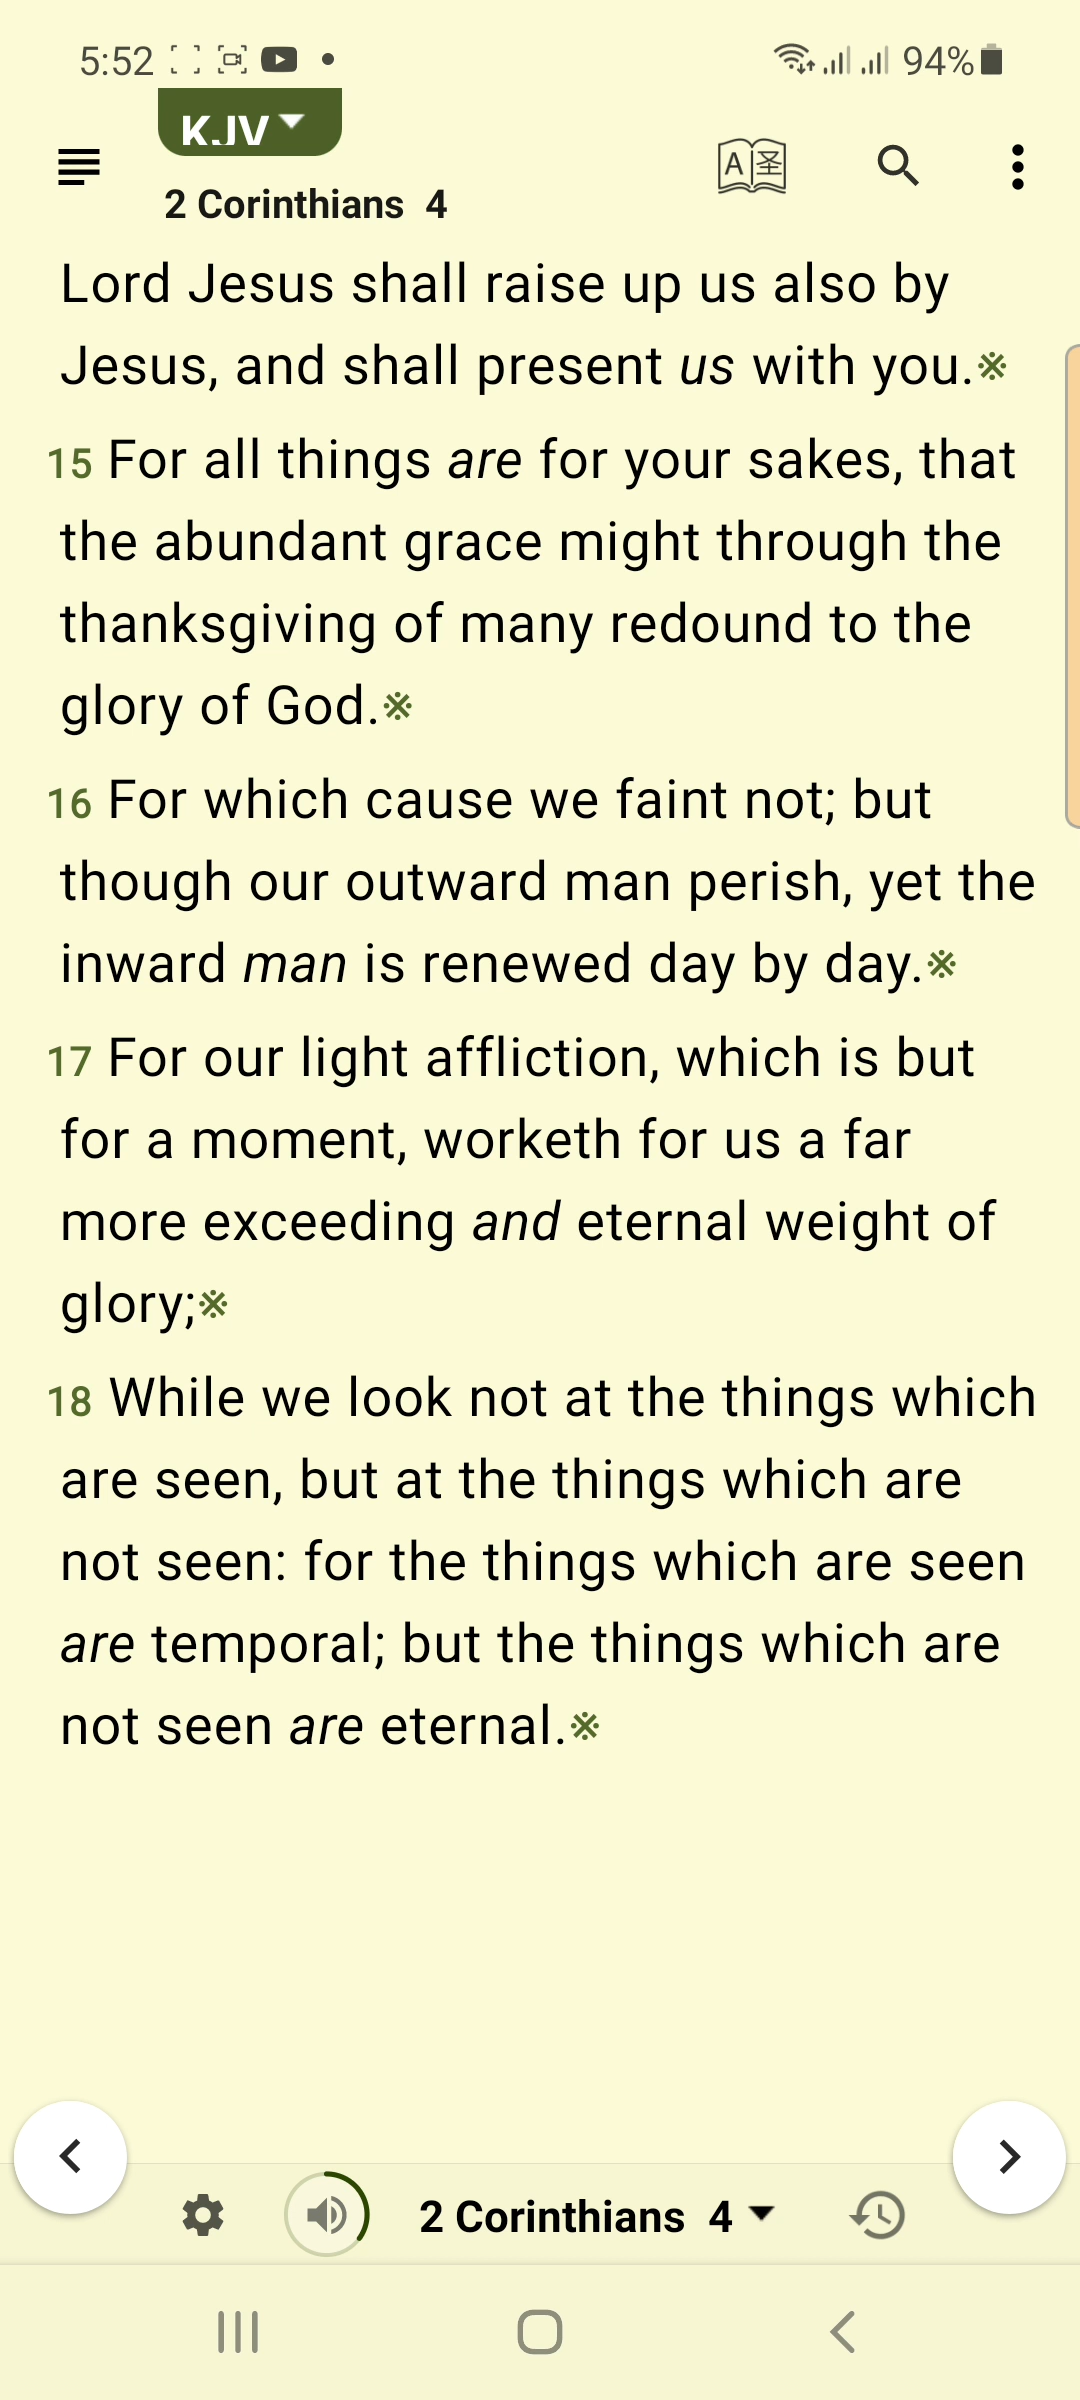 5:52 94%
KJV
A 圣
2 Corinthians 4
Lord Jesus shall raise up us also by
Jesus, and shall present us with you.※
15 For all things are for your sakes, that
the abundant grace might through the
thanksgiving of many redound to the
glory of God.※
16 For which cause we faint not; but
though our outward man perish, yet the
inward man is renewed day by day.※
17 For our light affliction, which is but
for a moment, worketh for us a far
more exceeding and eternal weight of
glory;※
18 While we look not at the things which
are seen, but at the things which are
not seen: for the things which are seen
are temporal; but the things which are
not seen are eternal.※
2 Corinthians 4